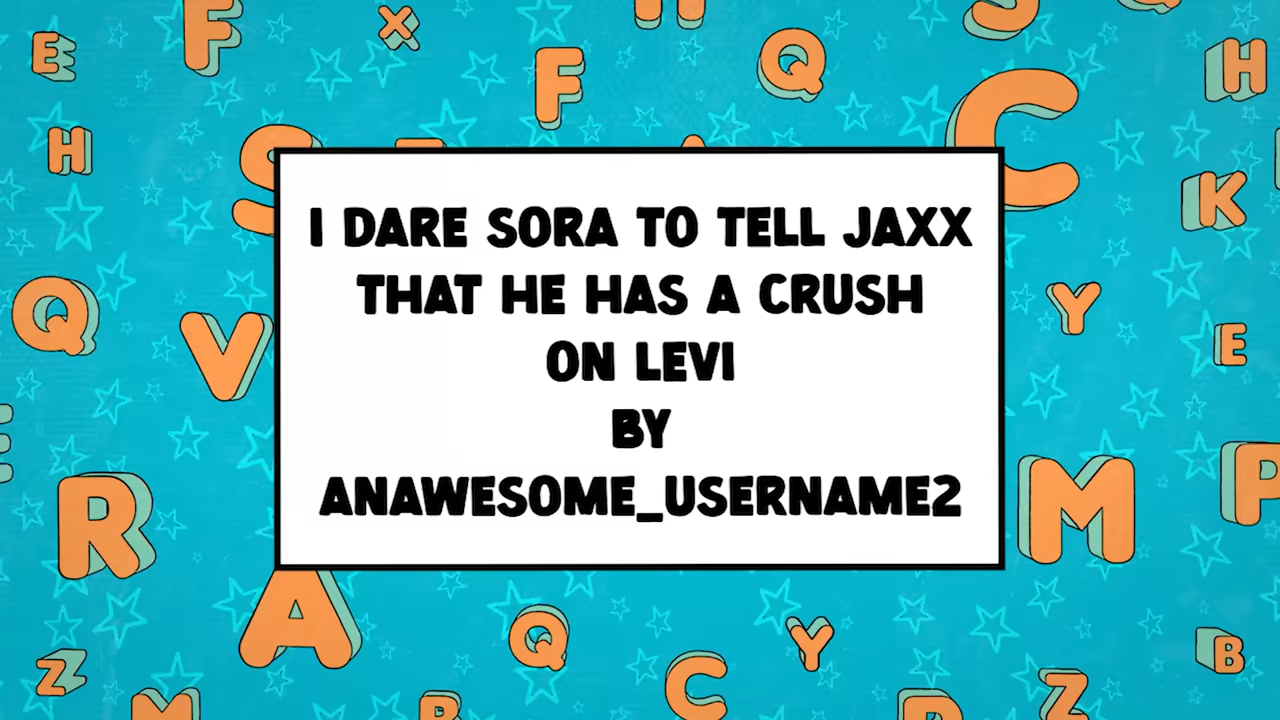 I DARE SORA TO TELL JAXX
THAT HE HAS A CRUSH
ON LEVI
BY
ANAWESOME_USERNAME2